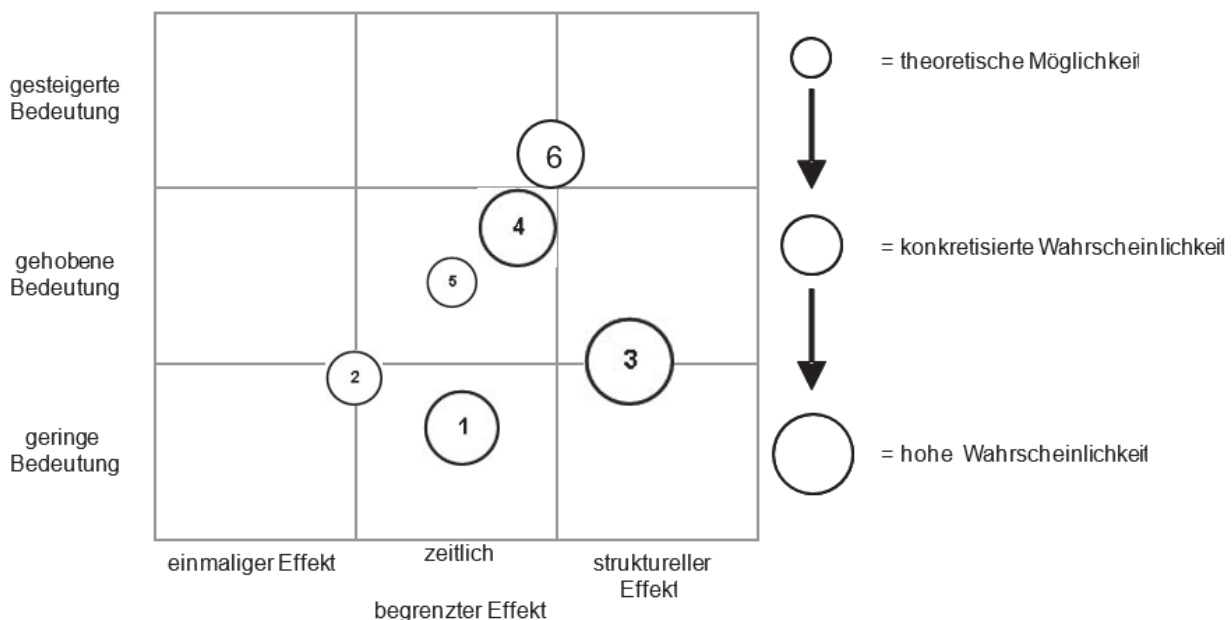 gesteigerte
Bedeutung
6
4
5
gehobene
Bedeutung
3
2
1
geringe
Bedeutung
einmaliger Effekt
zeitlich
begrenzter Effekt
struktureller
Effekt
= theoretische Möglichkeit
= konkretisierte Wahrscheinlichkeit
= hohe Wahrscheinlichkeit